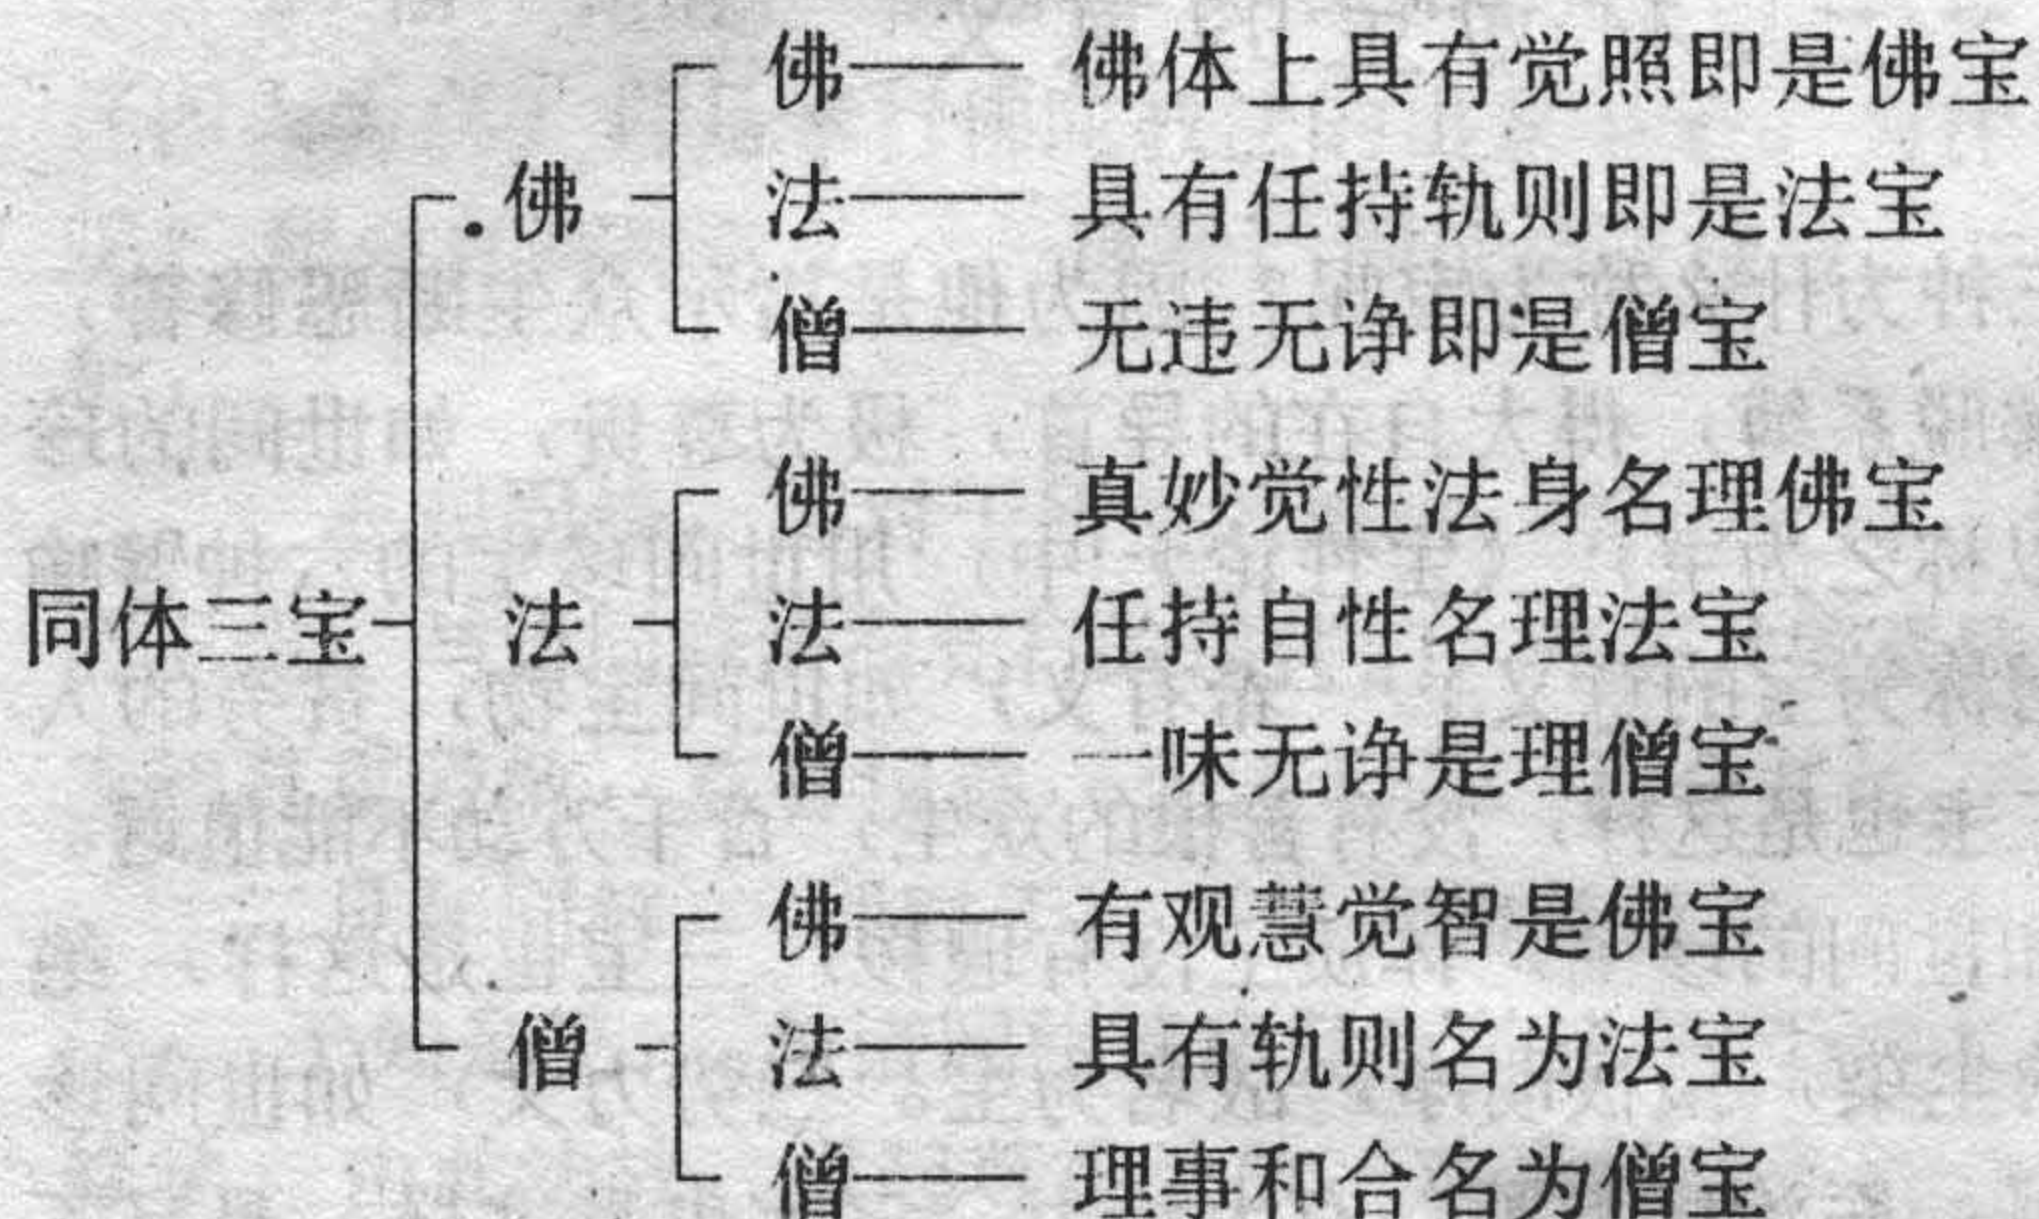 佛 佛体上具有觉照即是佛宝
佛 法 具有任持轨则即是法宝
僧 无违无诤即是僧宝
佛 真妙觉性法身名理佛宝
同体三宝 法 法 任持自性名理法宝
僧 一味无诤是理僧宝
佛 有观慧觉智是佛宝
僧 法 具有轨则名为法宝
僧 理事和合名为僧宝